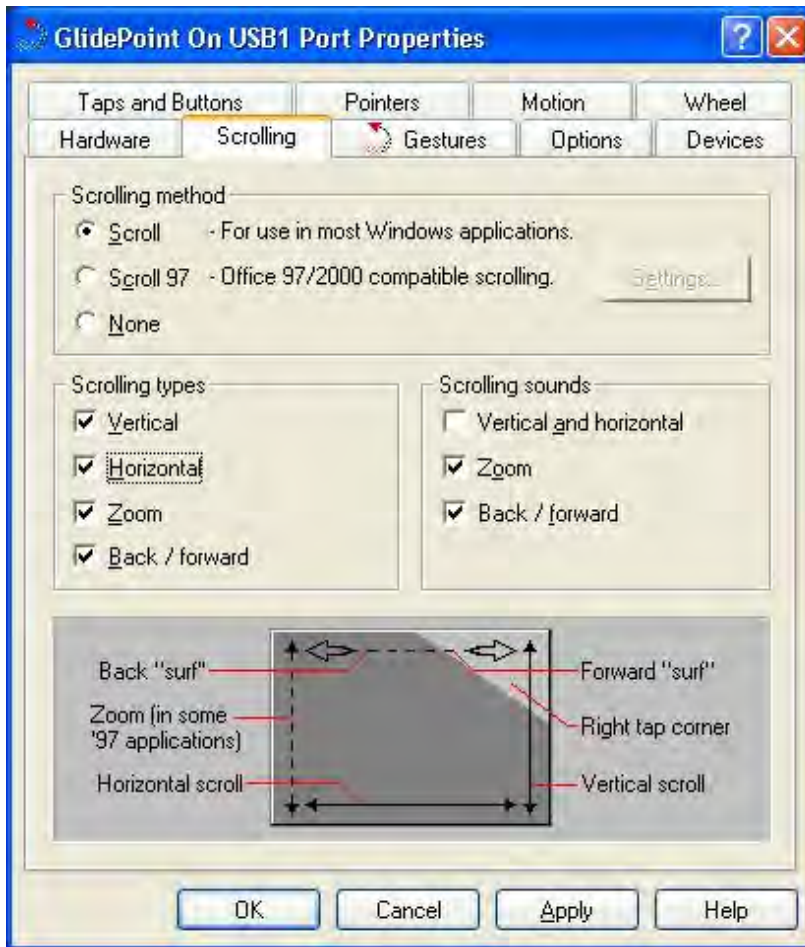 GlidePoint On USB1 Port Properties
Taps and Buttons Pointers Motion Wheel
Hardware Scrolling Gestures Options Devices
Scrolling method
Scroll - For use in most Windows applications.
Scroll 97 - Office 97/2000 compatible scrolling. Settings...
None
Scrolling types Scrolling sounds
Vertical Vertical and horizontal
Horizontal Zoom
Zoom Back / forward
Back / forward
Back "surf" Forward "surf"
Zoom (in some
'97 applications) Right tap corner
Horizontal scroll Vertical scroll
OK Cancel Apply Help